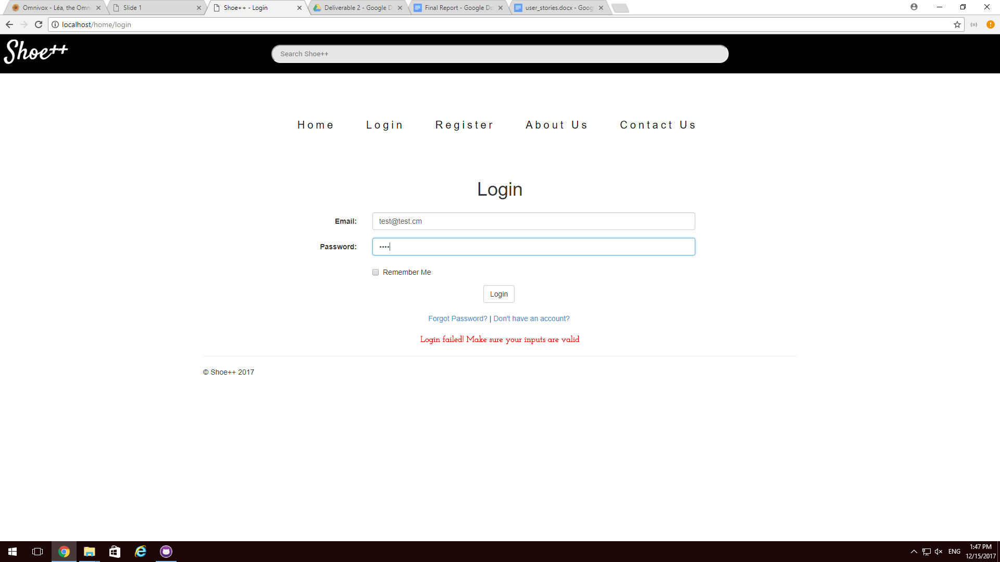 Omnivox - Léa, the Omni
Slide 1
Shoe++ - Login
Deliverable 2 - Google D
Final Report - Google Do
user_stories.docx - Goog
localhost/home/login
Shoe++
Search Shoe++
Home Login Register About Us Contact Us
Login
Email: test@test.cm
Password: ••••
Remember Me
Login
Forgot Password? | Don't have an account?
Login failed! Make sure your inputs are valid
© Shoe++ 2017
ENG
1:47 PM
12/15/2017